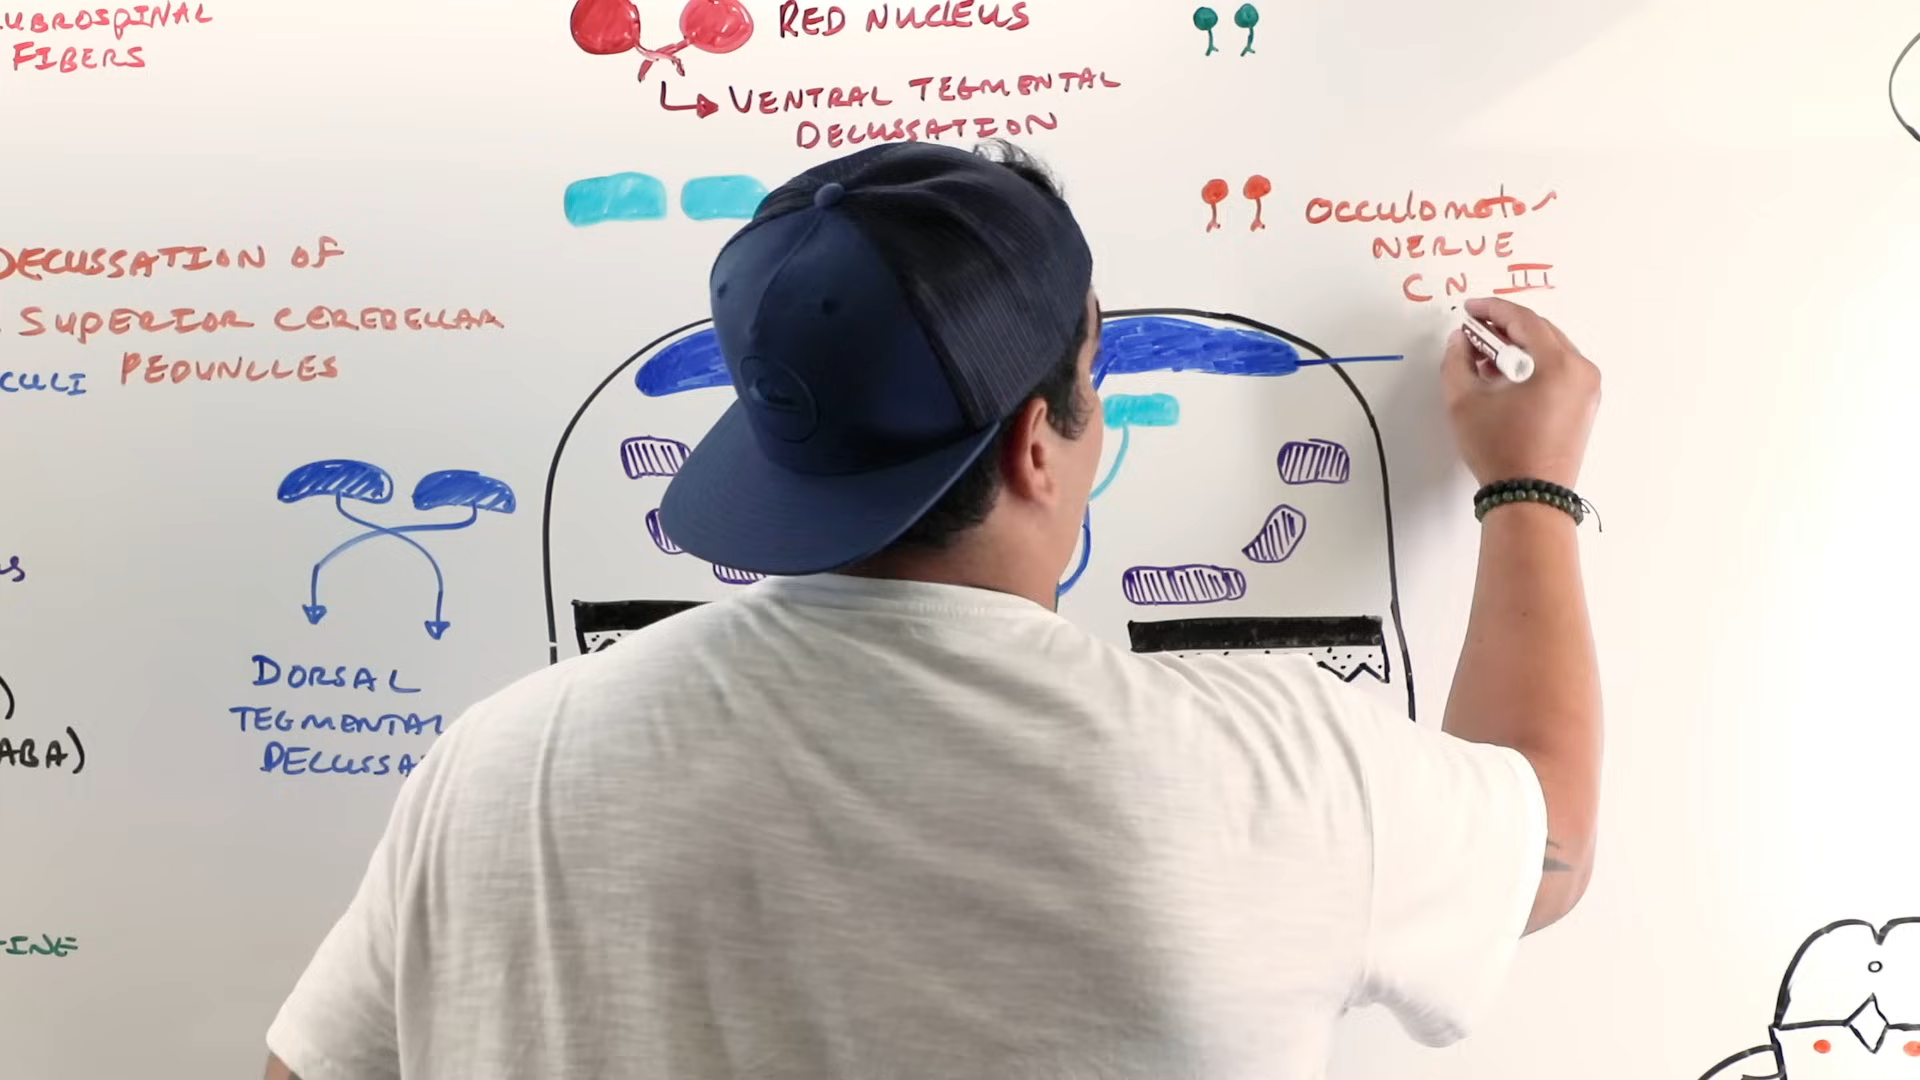 FIBERS
RED NUCLEUS
VENTRAL TEGMENTAL
DECUSSATION
OCCULOMOTOR
NERVE
CN III
DECUSSATION OF
SUPERIOR CEREBELLAR
PEDUNCLES
DORSAL
TEGMENTAL